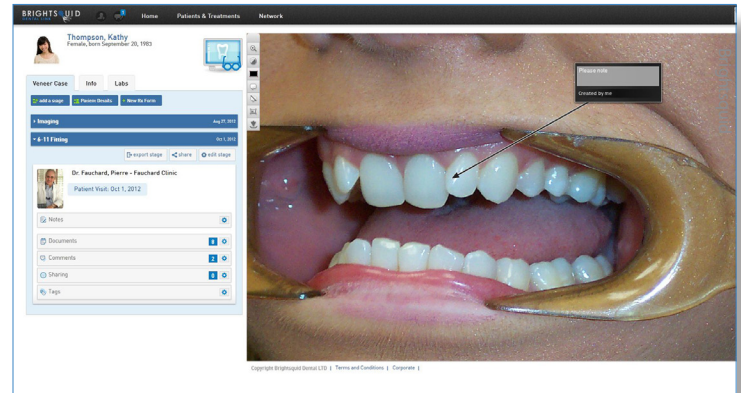 BRIGHTSQUID
DENTAL LINK
Home
Patients & Treatments
Network
Thompson, Kathy
Female, born September 20, 1983
Veneer Case
Info
Labs
add a stage
Patient Details
New Rx Form
Imaging
Aug 27, 2012
6-11 Fitting
Oct 1, 2012
export stage
share
edit stage
Dr. Fauchard, Pierre - Fauchard Clinic
Patient Visit: Oct 1, 2012
Notes
Documents
Comments
2
Sharing
0
Tags
Please note
Created by me
Copyright Brightsquid Dental LTD | Terms and Conditions | Corporate |